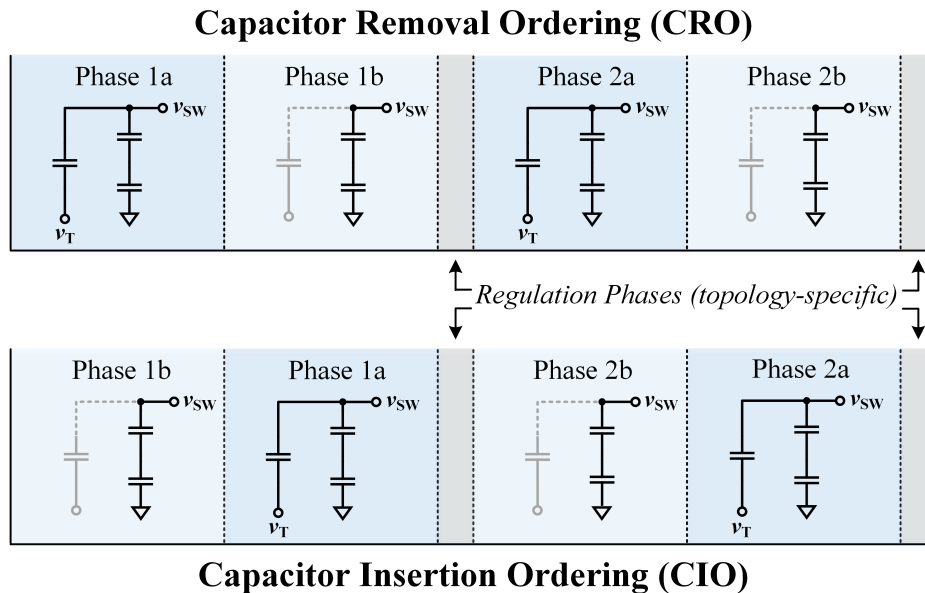 Capacitor Removal Ordering (CRO)
Phase 1a
Phase 1b
Phase 2a
Phase 2b
vSW
vSW
vSW
vSW
vT
vT
Regulation Phases (topology-specific)
Phase 1b
Phase 1a
Phase 2b
Phase 2a
vSW
vSW
vSW
vSW
vT
vT
Capacitor Insertion Ordering (CIO)